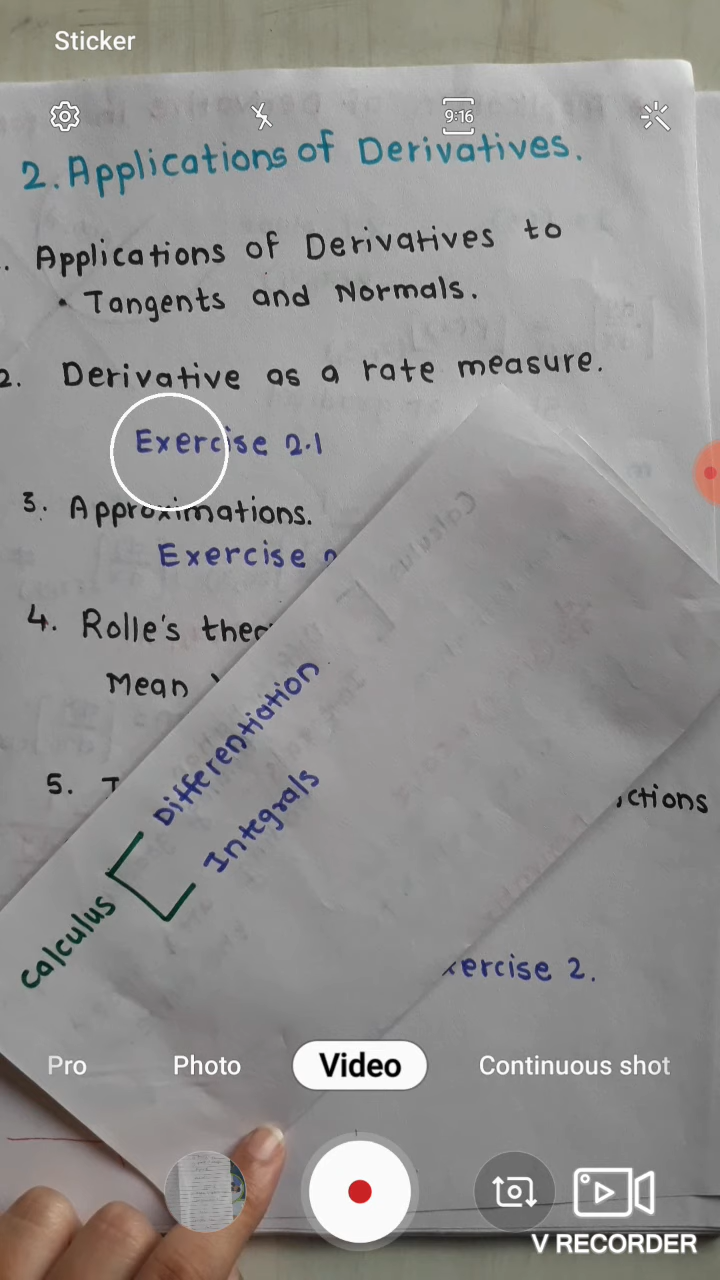 Sticker
9:16
2. Applications of Derivatives.
. Applications of Derivatives to
• Tangents and Normals.
2. Derivative as a rate measure.
Exercise 2.1
3. Approximations.
Exercise
4. Rolle's
Mean
5.
ctions
Differentiation
Integrals
Calculus
xercise 2.
Pro
Photo
Video
Continuous shot
V RECORDER